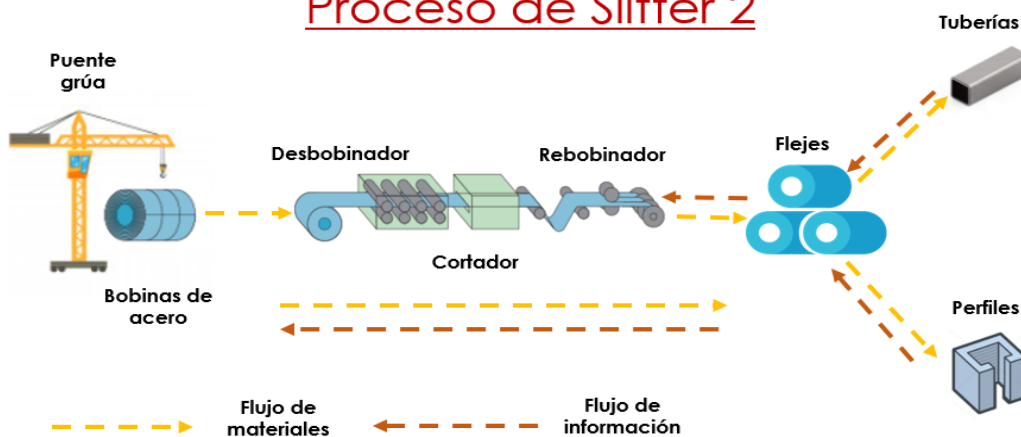 Proceso de Slitter 2
Tuberías
Puente
grúa
Desbobinador
Rebobinador
Flejes
Cortador
Bobinas de
acero
Perfiles
Flujo de
materiales
Flujo de
información